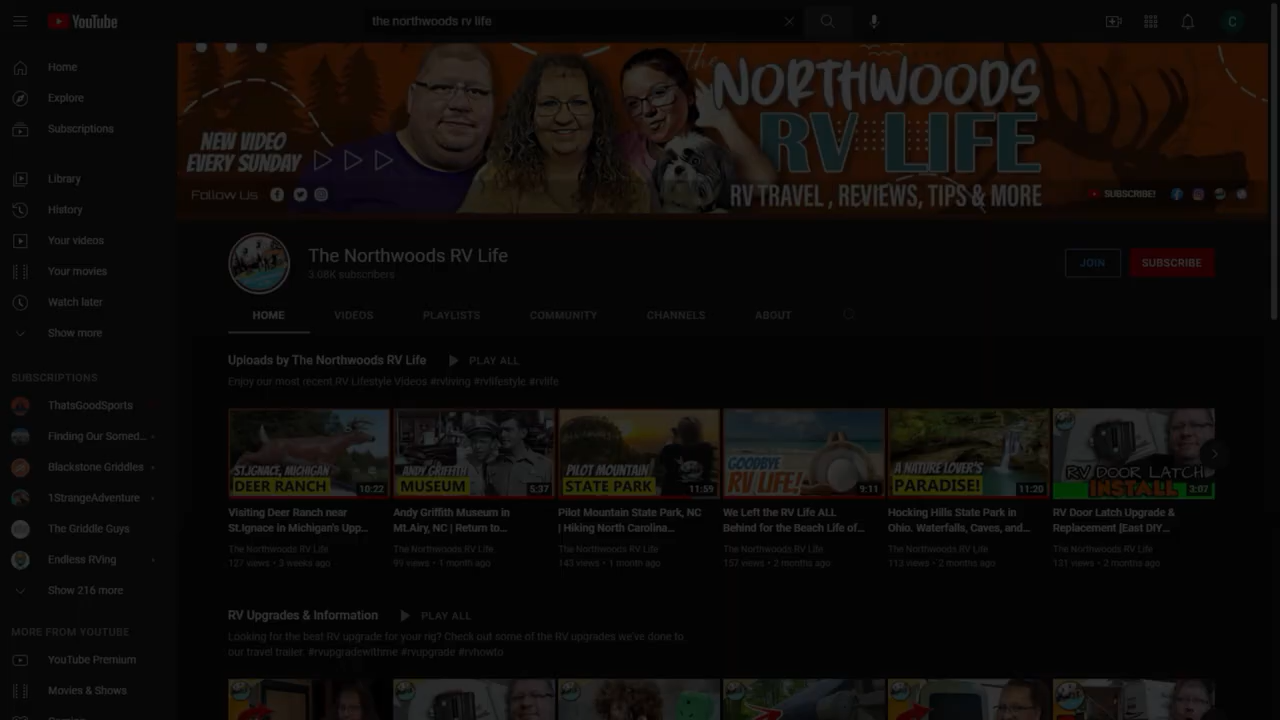 YouTube
the northwoods rv life
C
Home
Explore
Subscriptions
Library
History
Your videos
Your movies
Watch later
Show more
SUBSCRIPTIONS
ThatsGoodSports
Finding Our Somed...
Blackstone Griddles
1StrangeAdventure
The Griddle Guys
Endless RVing
Show 216 more
MORE FROM YOUTUBE
YouTube Premium
Movies & Shows
NEW VIDEO
EVERY SUNDAY
Follow Us
the
NORTHWOODS
RV LIFE
RV TRAVEL, REVIEWS, TIPS & MORE
SUBSCRIBE!
The Northwoods RV Life
3.08K subscribers
JOIN
SUBSCRIBE
HOME VIDEOS PLAYLISTS COMMUNITY CHANNELS ABOUT
Uploads by The Northwoods RV Life PLAY ALL
Enjoy our most recent RV Lifestyle Videos #rvliving #rvlifestyle #rvlife
ST.IGNACE, MICHIGAN
DEER RANCH
10:22
Visiting Deer Ranch near
St.Ignace in Michigan's Upp...
The Northwoods RV Life
127 views • 3 weeks ago
ANDY GRIFFITH
MUSEUM
5:37
Andy Griffith Museum in
Mt.Airy, NC | Return to...
The Northwoods RV Life
99 views • 1 month ago
PILOT MOUNTAIN
STATE PARK
11:59
Pilot Mountain State Park, NC
| Hiking North Carolina...
The Northwoods RV Life
143 views • 1 month ago
GOODBYE
RV LIFE!
9:11
We Left the RV Life ALL
Behind for the Beach Life of...
The Northwoods RV Life
157 views • 2 months ago
A NATURE LOVER'S
PARADISE!
11:20
Hocking Hills State Park in
Ohio. Waterfalls, Caves, and...
The Northwoods RV Life
113 views • 2 months ago
RV DOOR LATCH
INSTALL
3:07
RV Door Latch Upgrade &
Replacement [East DIY...
The Northwoods RV Life
131 views • 2 months ago
RV Upgrades & Information PLAY ALL
Looking for the best RV upgrade for your rig? Check out some of the RV upgrades we've done to
our travel trailer. #rvupgradewithme #rvupgrade #rvhowto